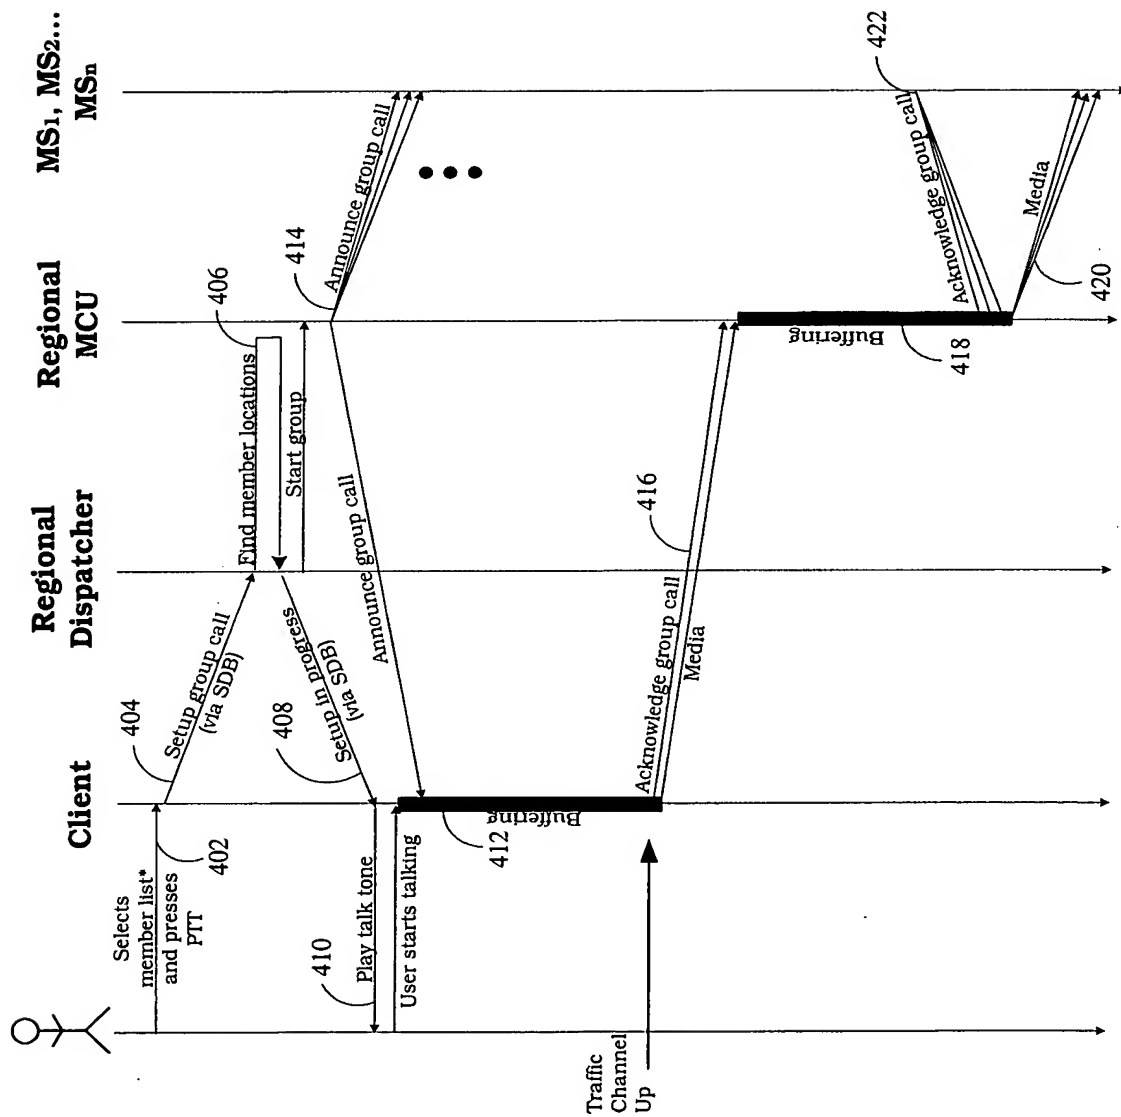 Client
Regional
Dispatcher
Regional
MCU
MS1, MS2...
MSn
Selects
member list*
and presses
PTT
402
404
Setup group call
(via SDB)
Find member locations
406
Start group
Setup in progress
(via SDB)
408
410
Play talk tone
User starts talking
Announce group call
414
Announce group call
412
Buffering
Traffic
Channel
Up
Acknowledge group call
Media
416
Buffering
418
Acknowledge group call
422
Media
420